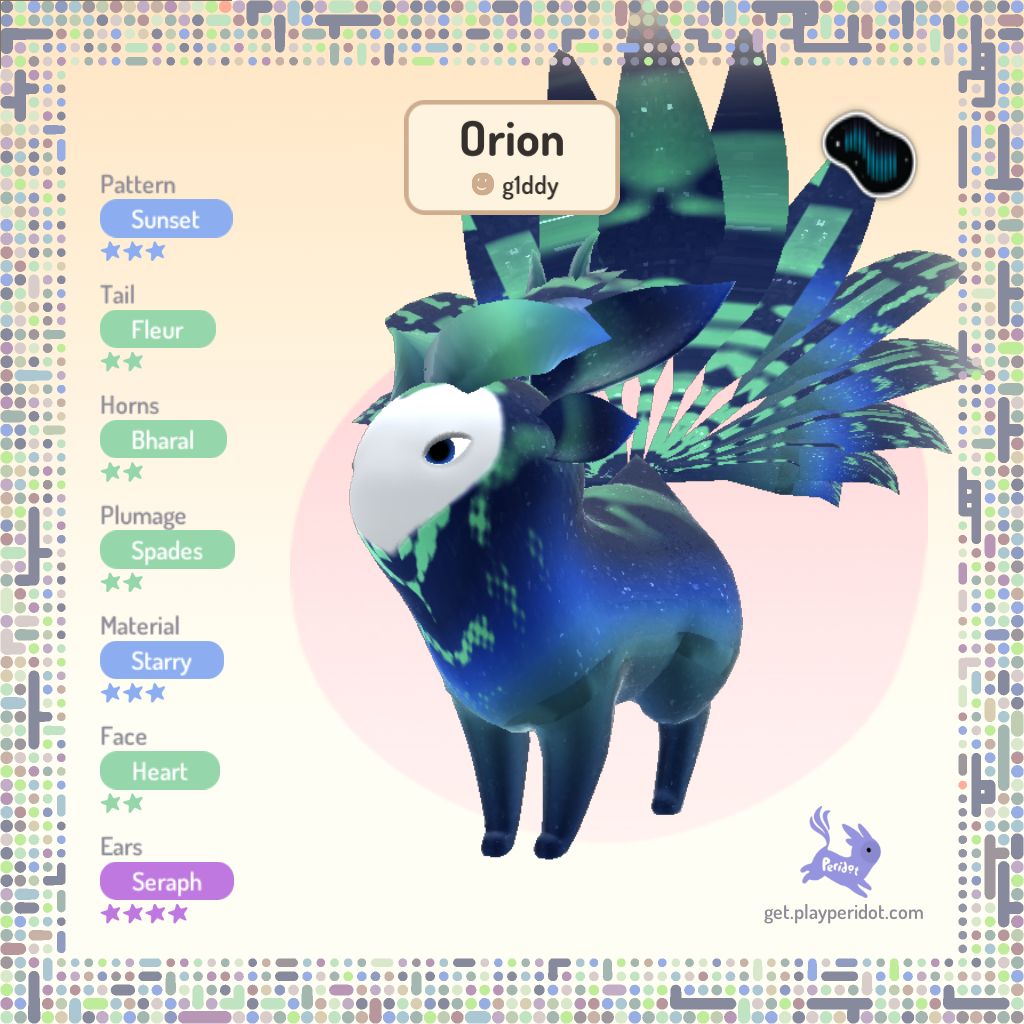 Orion
g1ddy
Pattern
Sunset
Tail
Fleur
Horns
Bharal
Plumage
Spades
Material
Starry
Face
Heart
Ears
Seraph
Peridot
get.playperidot.com